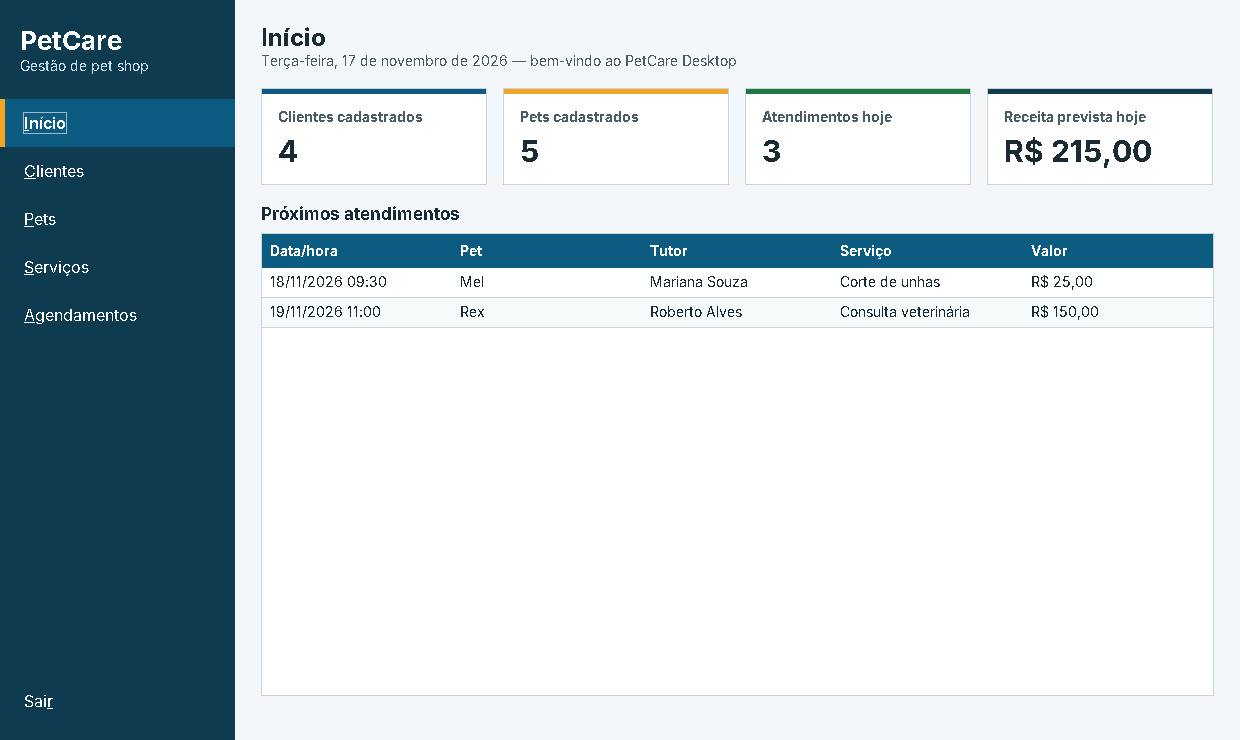 PetCare
Gestão de pet shop
Início
Clientes
Pets
Serviços
Agendamentos
Sair
Início
Terça-feira, 17 de novembro de 2026 — bem-vindo ao PetCare Desktop
Clientes cadastrados
4
Pets cadastrados
5
Atendimentos hoje
3
Receita prevista hoje
R$ 215,00
Próximos atendimentos
Data/hora Pet Tutor Serviço Valor
18/11/2026 09:30 Mel Mariana Souza Corte de unhas R$ 25,00
19/11/2026 11:00 Rex Roberto Alves Consulta veterinária R$ 150,00